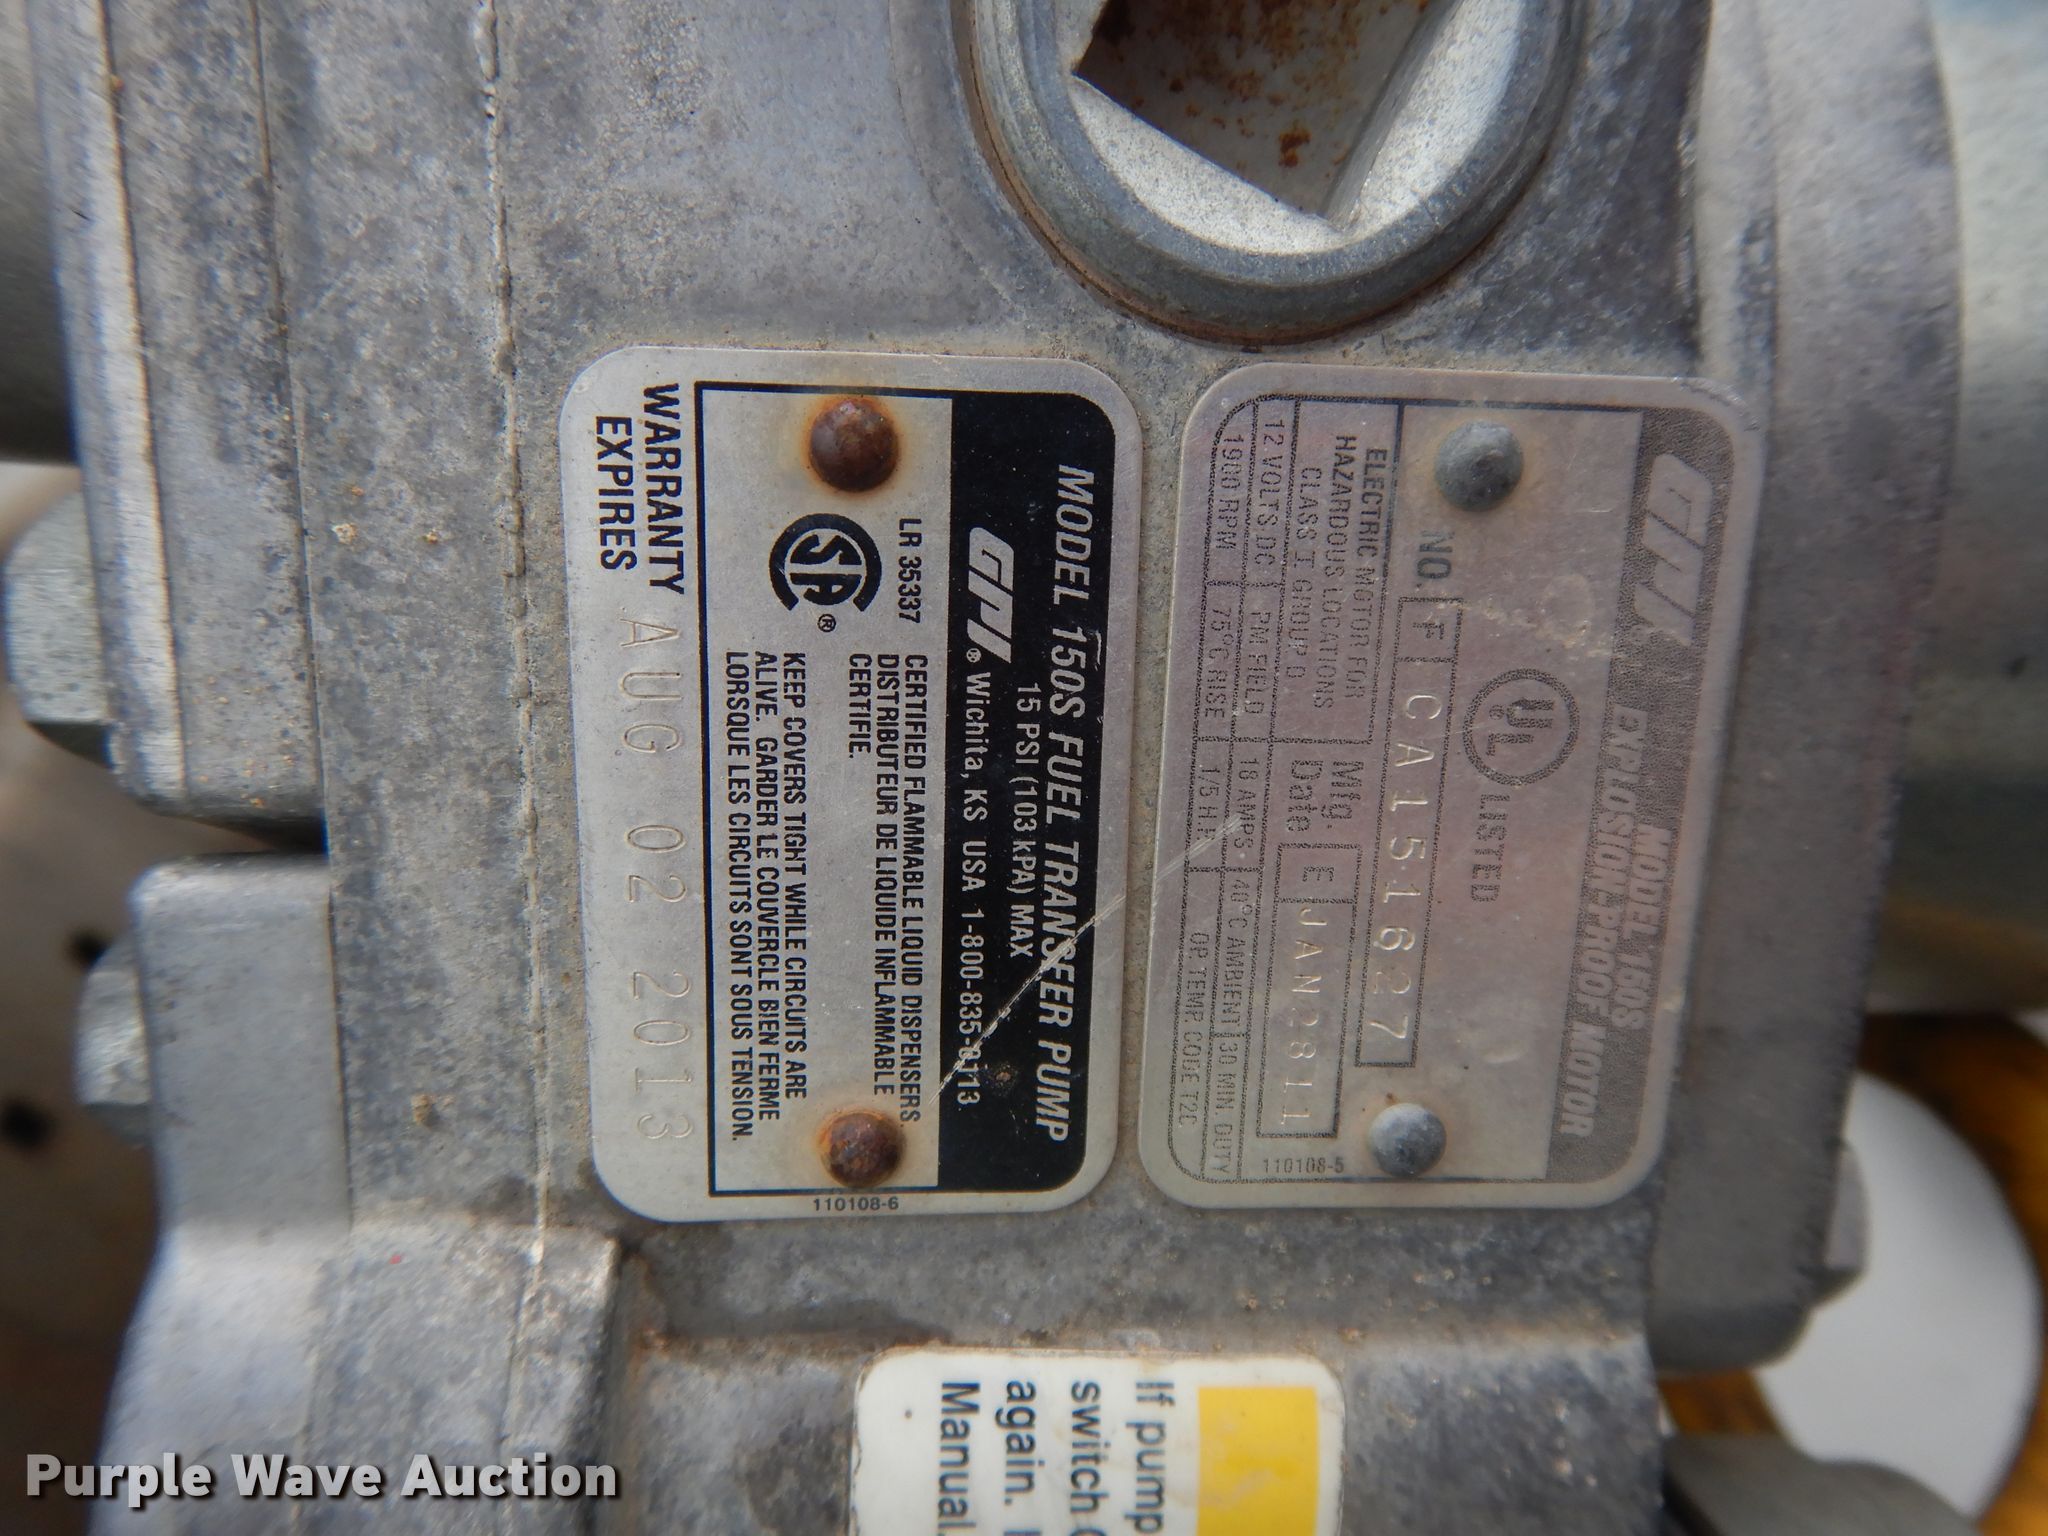 GPI
MODEL 150S
EXPLOSION-PROOF MOTOR
UL LISTED
NO. F CA151627
ELECTRIC MOTOR FOR
HAZARDOUS LOCATIONS
CLASS I GROUP D
Mfg.
Date E JAN2811
12 VOLTS DC PM FIELD 18 AMPS. 40°C AMBIENT 30 MIN. DUTY
1900 RPM 75°C RISE 1/5 H.P. OP. TEMP. CODE T2C
110108-5
MODEL 150S FUEL TRANSFER PUMP
15 PSI (103 kPA) MAX
GPI® Wichita, KS USA 1-800-835-0113
LR 35337
SA®
CERTIFIED FLAMMABLE LIQUID DISPENSERS.
DISTRIBUTEUR DE LIQUIDE INFLAMMABLE
CERTIFIE.
KEEP COVERS TIGHT WHILE CIRCUITS ARE
ALIVE. GARDER LE COUVERCLE BIEN FERME
LORSQUE LES CIRCUITS SONT SOUS TENSION.
WARRANTY
EXPIRES AUG 02 2013
110108-6
If pump
switch
again.
Manual.
Purple Wave Auction